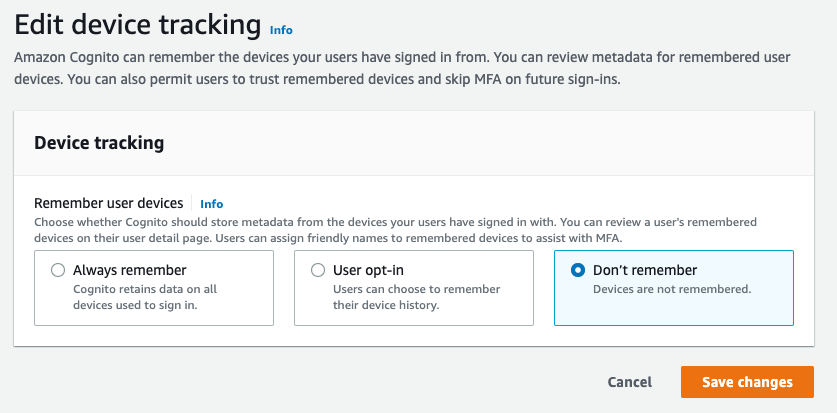 Edit device tracking Info
Amazon Cognito can remember the devices your users have signed in from. You can review metadata for remembered user
devices. You can also permit users to trust remembered devices and skip MFA on future sign-ins.
Device tracking
Remember user devices Info
Choose whether Cognito should store metadata from the devices your users have signed in with. You can review a user's remembered
devices on their user detail page. Users can assign friendly names to remembered devices to assist with MFA.
Always remember
Cognito retains data on all
devices used to sign in.
User opt-in
Users can choose to remember
their device history.
Don’t remember
Devices are not remembered.
Cancel
Save changes